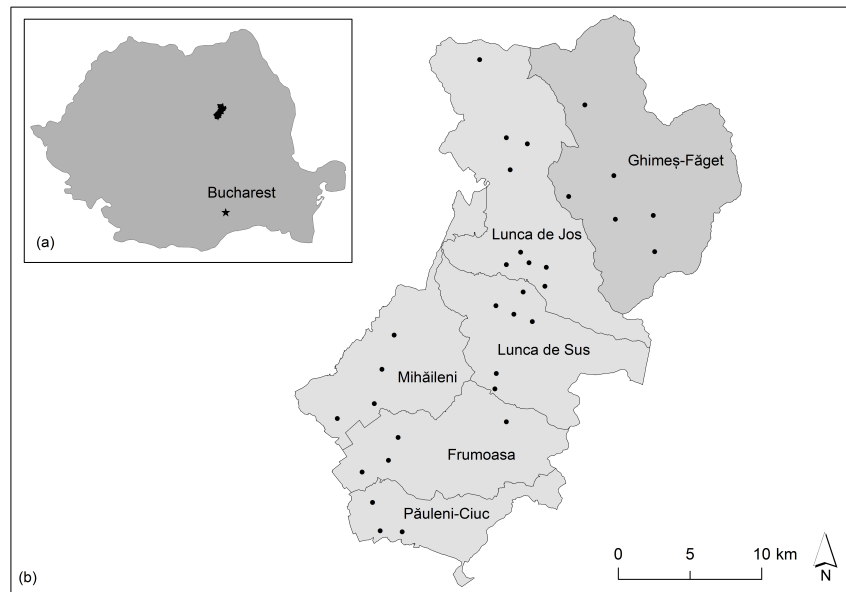 Bucharest
(a)
Ghimeș-Făget
Lunca de Jos
Lunca de Sus
Mihăileni
Frumoasa
Păuleni-Ciuc
0 5 10 km
N
(b)